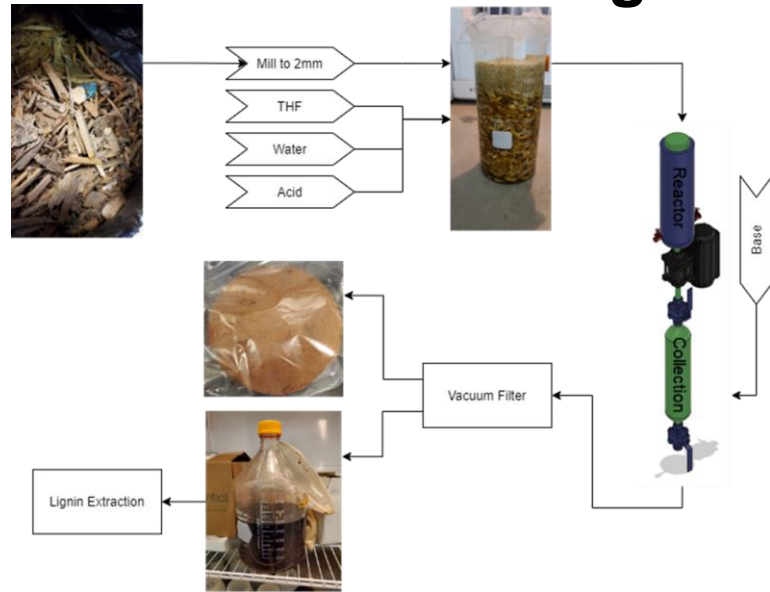 g
Mill to 2mm
THF
Water
Acid
Reactor
Base
Collection
Vacuum Filter
Lignin Extraction